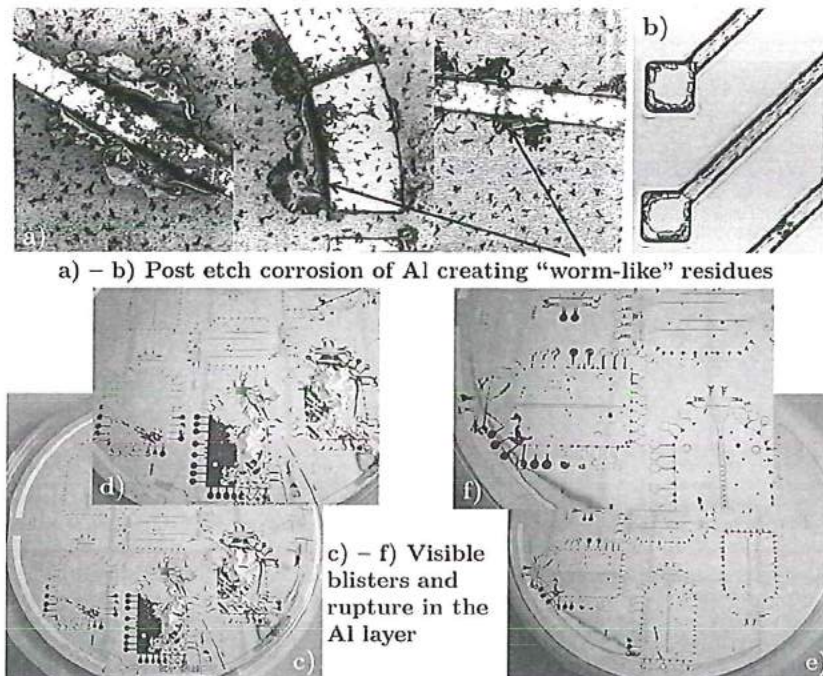 a)
b)
a) – b) Post etch corrosion of Al creating “worm-like” residues
d)
f)
c) – f) Visible
blisters and
rupture in the
Al layer
c)
e)